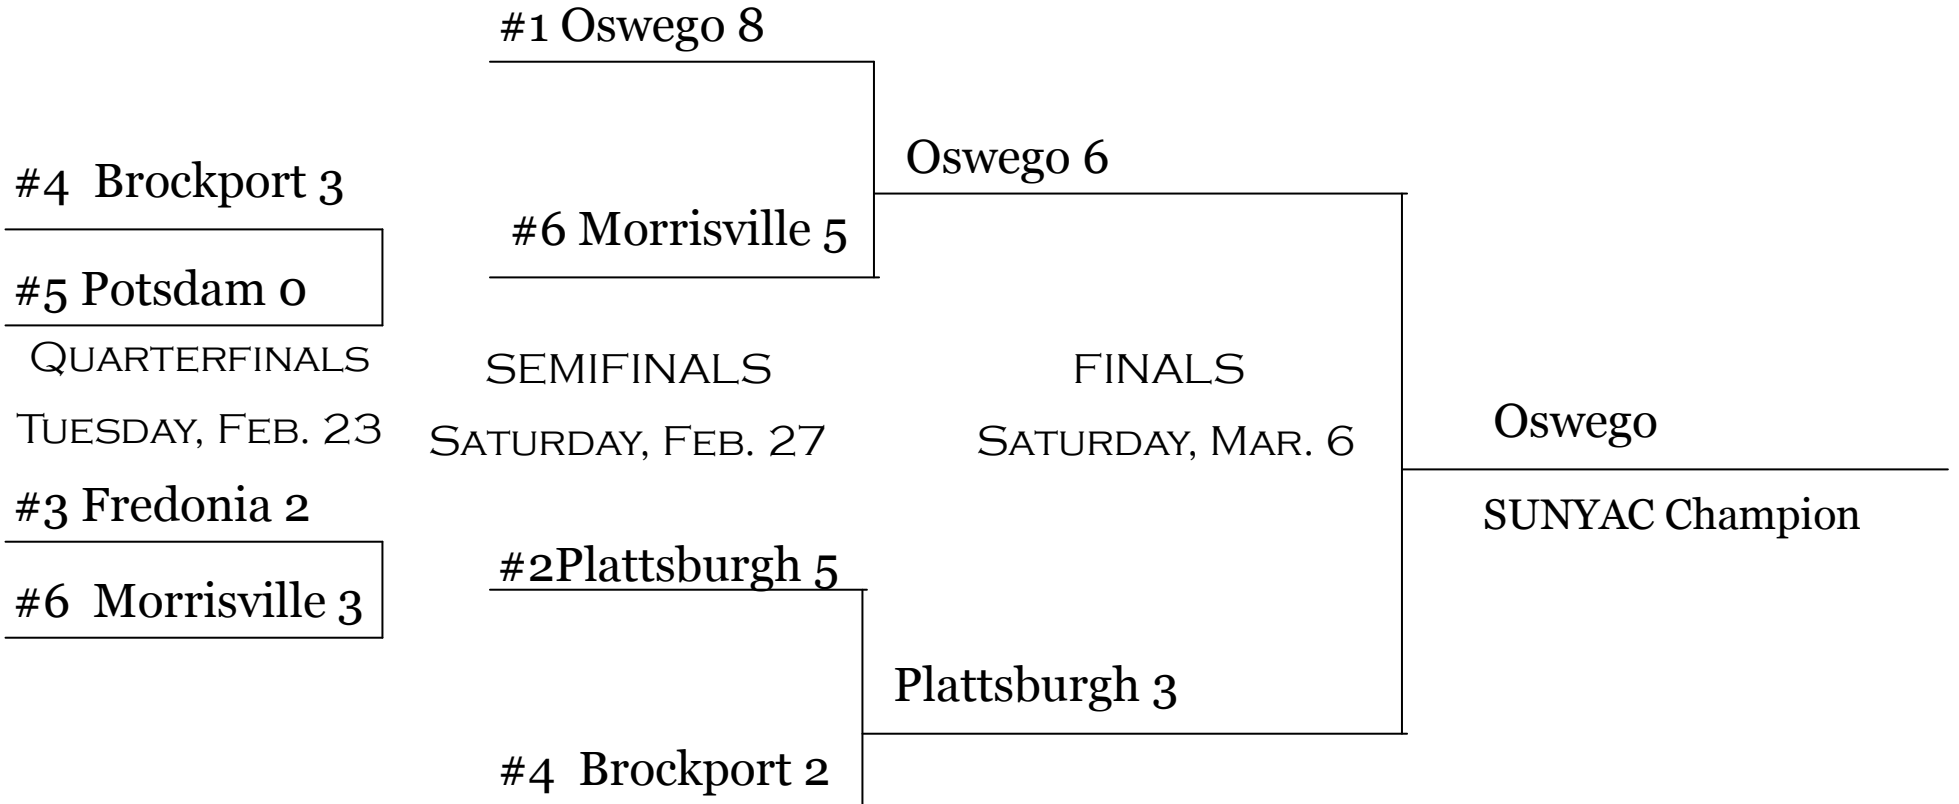 #1 Oswego 8
#4 Brockport 3
#5 Potsdam 0
#6 Morrisville 5
Oswego 6
QUARTERFINALS
TUESDAY, FEB. 23
SEMIFINALS
SATURDAY, FEB. 27
FINALS
SATURDAY, MAR. 6
Oswego
SUNYAC Champion
#3 Fredonia 2
#6 Morrisville 3
#2Plattsburgh 5
Plattsburgh 3
#4 Brockport 2